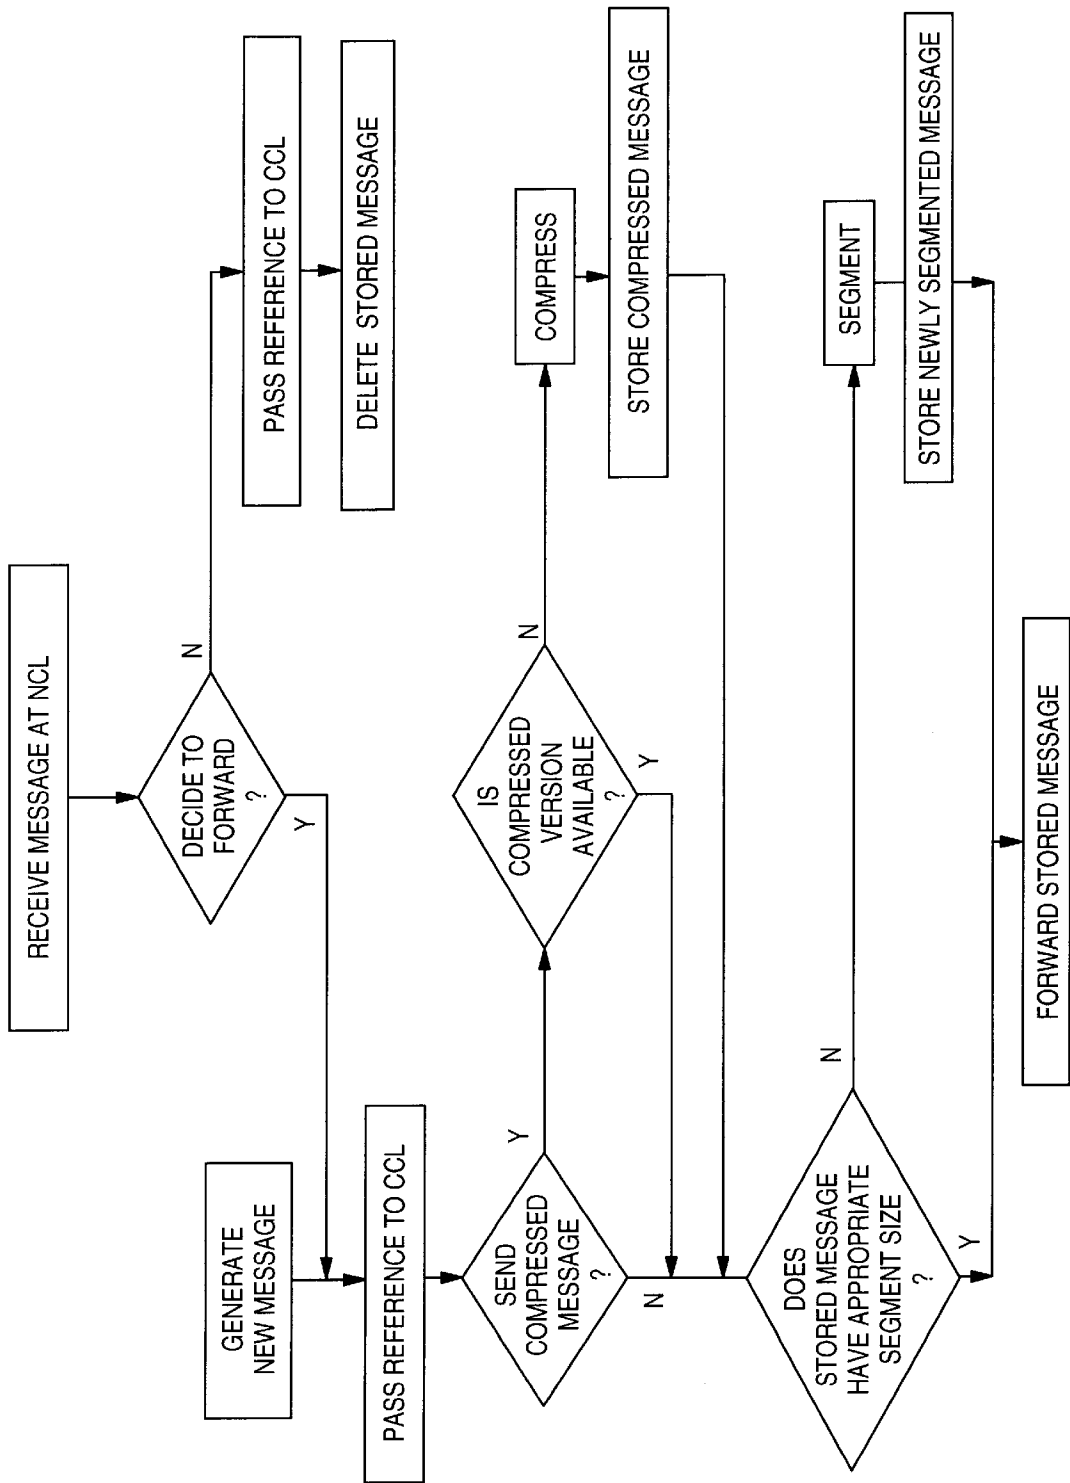 RECEIVE MESSAGE AT NCL
DECIDE TO
FORWARD
?
N
Y
PASS REFERENCE TO CCL
DELETE STORED MESSAGE
GENERATE
NEW MESSAGE
PASS REFERENCE TO CCL
SEND
COMPRESSED
MESSAGE
?
Y
N
IS
COMPRESSED
VERSION
AVAILABLE
?
N
Y
COMPRESS
STORE COMPRESSED MESSAGE
DOES
STORED MESSAGE
HAVE APPROPRIATE
SEGMENT SIZE
?
N
Y
SEGMENT
STORE NEWLY SEGMENTED MESSAGE
FORWARD STORED MESSAGE